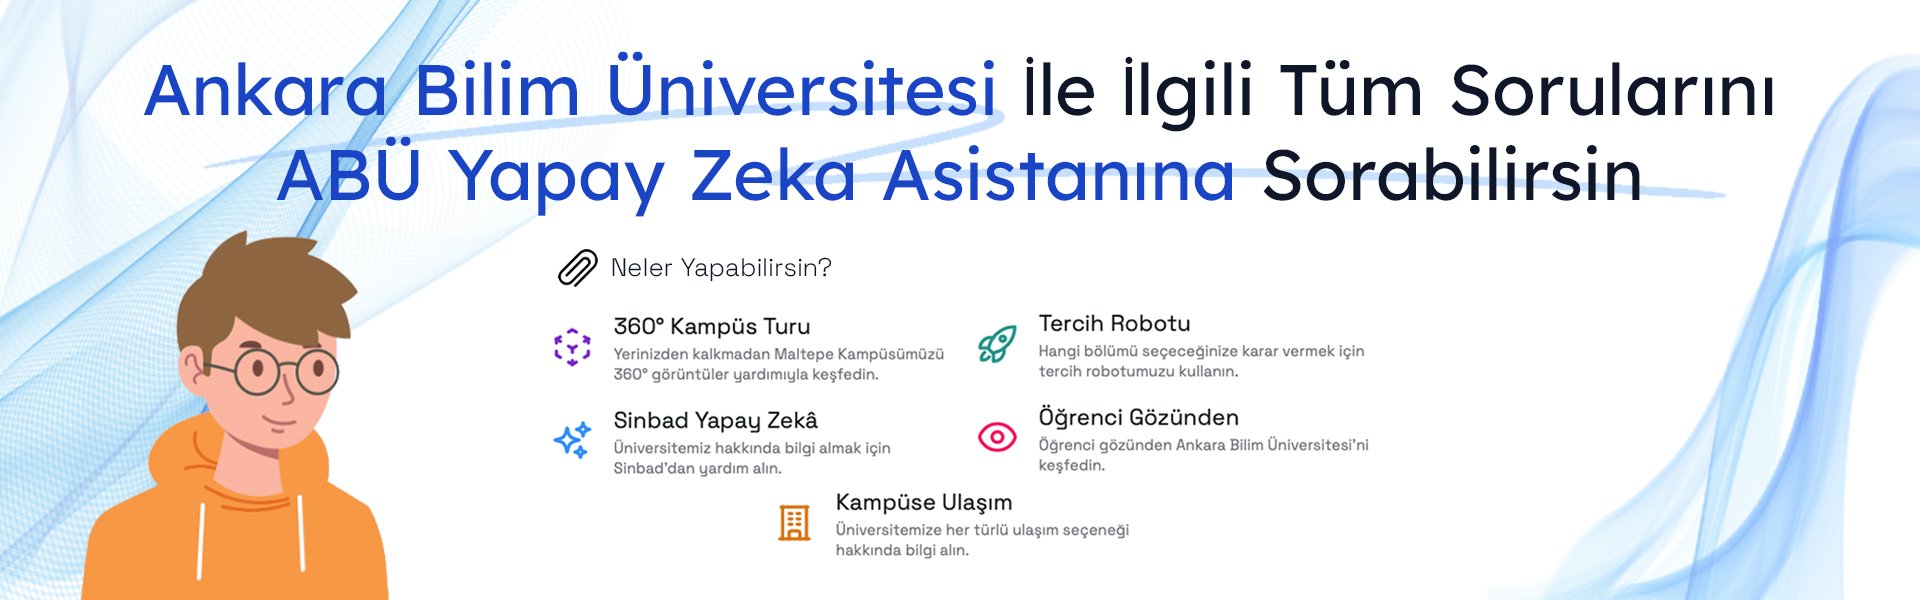 Ankara Bilim Üniversitesi İle İlgili Tüm Sorularını
ABÜ Yapay Zeka Asistanına Sorabilirsin
Neler Yapabilirsin?
360° Kampüs Turu
Yerinizden kalkmadan Maltepe Kampüsümüzü
360° görüntüler yardımıyla keşfedin.
Tercih Robotu
Hangi bölümü seçeceğinize karar vermek için
tercih robotumuzu kullanın.
Sinbad Yapay Zekâ
Üniversitemiz hakkında bilgi almak için
Sinbad'dan yardım alın.
Öğrenci Gözünden
Öğrenci gözünden Ankara Bilim Üniversitesi'ni
keşfedin.
Kampüse Ulaşım
Üniversitemize her türlü ulaşım seçeneği
hakkında bilgi alın.